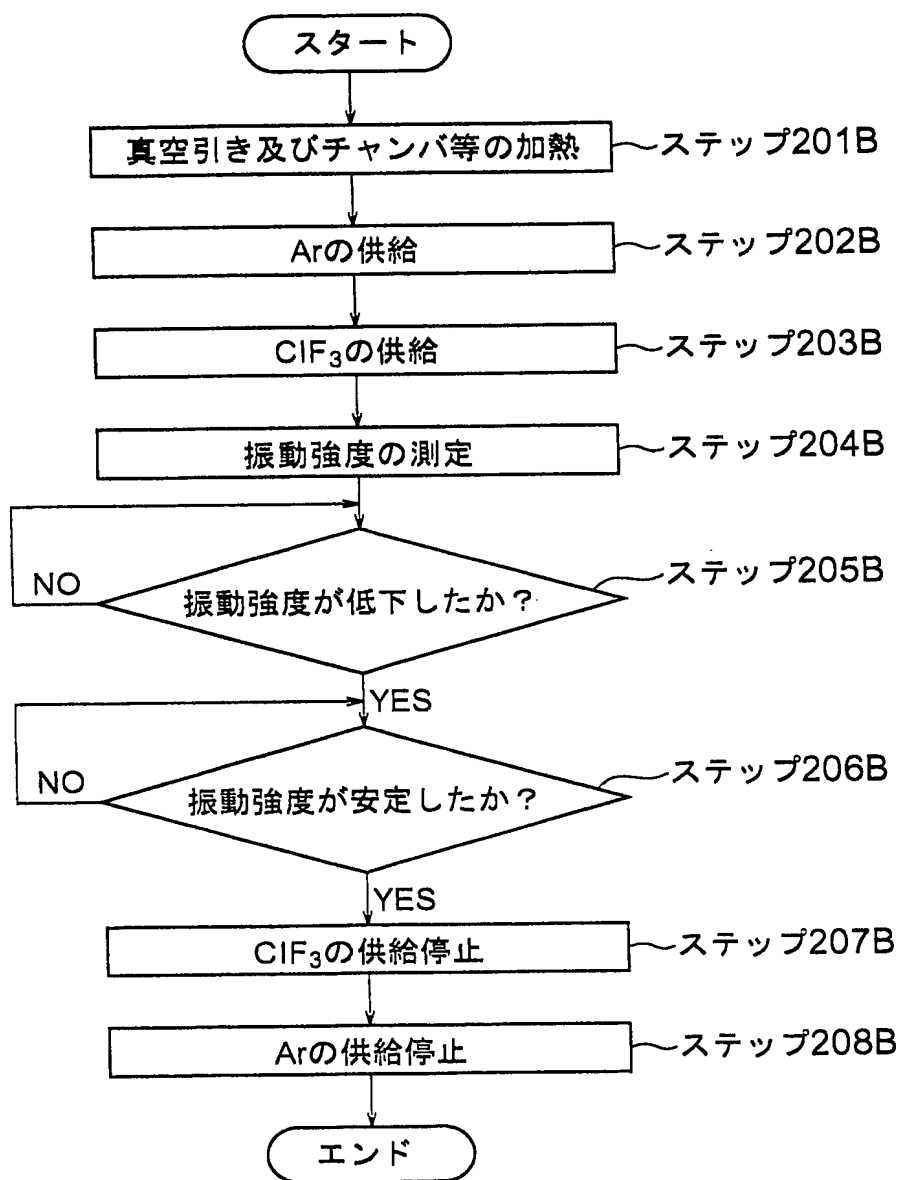 スタート
真空引き及びチャンバ等の加熱
ステップ201B
Arの供給
ステップ202B
ClF₃の供給
ステップ203B
振動強度の測定
ステップ204B
振動強度が低下したか？
ステップ205B
NO
YES
振動強度が安定したか？
ステップ206B
NO
YES
ClF₃の供給停止
ステップ207B
Arの供給停止
ステップ208B
エンド